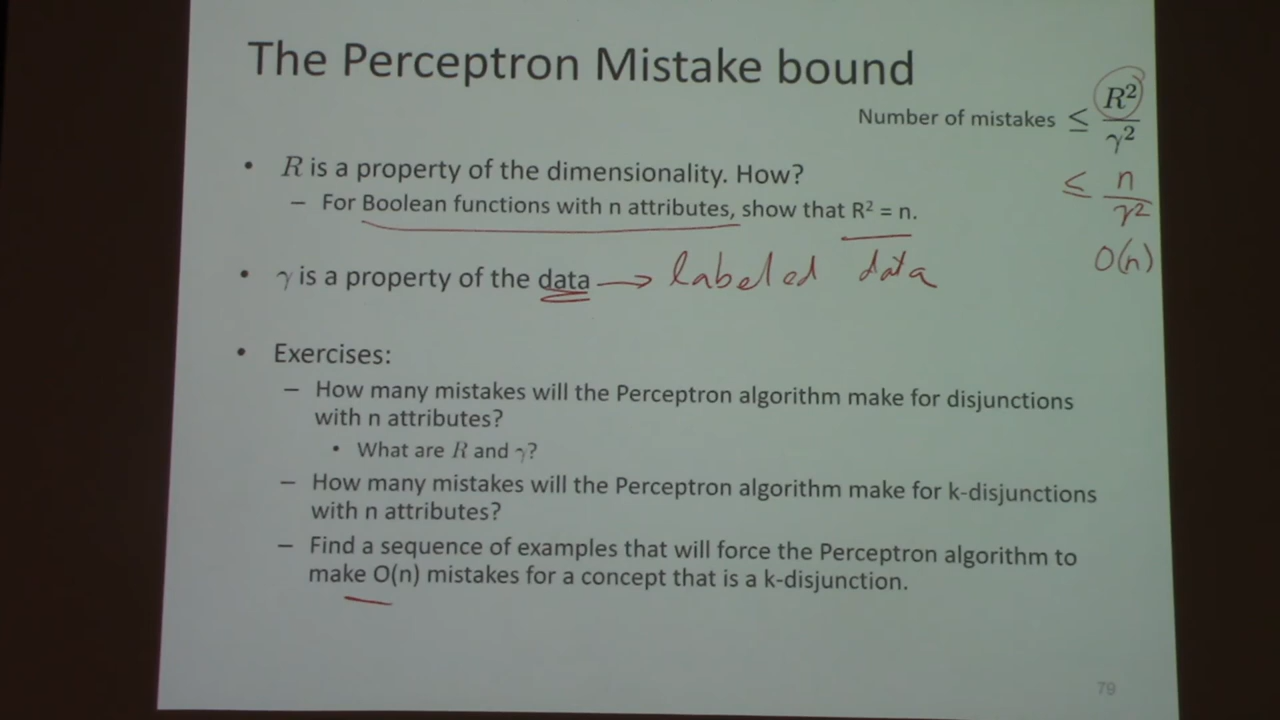 The Perceptron Mistake bound
Number of mistakes ≤ R²/γ²
≤ n/γ²
O(n)
• R is a property of the dimensionality. How?
– For Boolean functions with n attributes, show that R² = n.
• γ is a property of the data → labeled data
• Exercises:
– How many mistakes will the Perceptron algorithm make for disjunctions
with n attributes?
• What are R and γ?
– How many mistakes will the Perceptron algorithm make for k-disjunctions
with n attributes?
– Find a sequence of examples that will force the Perceptron algorithm to
make O(n) mistakes for a concept that is a k-disjunction.
79